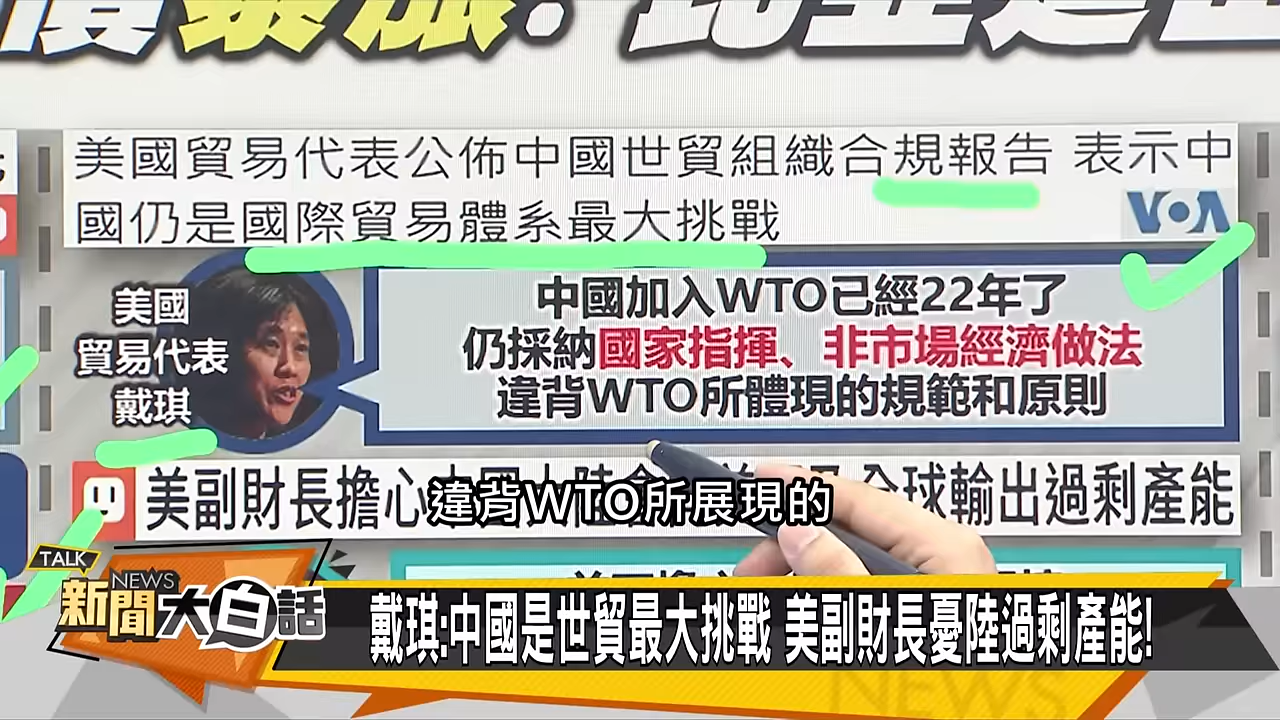 美國貿易代表公佈中國世貿組織合規報告 表示中
國仍是國際貿易體系最大挑戰
VOA
美國
貿易代表
戴琪
中國加入WTO已經22年了
仍採納國家指揮、非市場經濟做法
違背WTO所體現的規範和原則
美副財長擔心中國大陸
全球輸出過剩產能
違背WTO所展現的
TALK
NEWS
新聞大白話
戴琪:中國是世貿最大挑戰 美副財長憂陸過剩產能!
NEWS